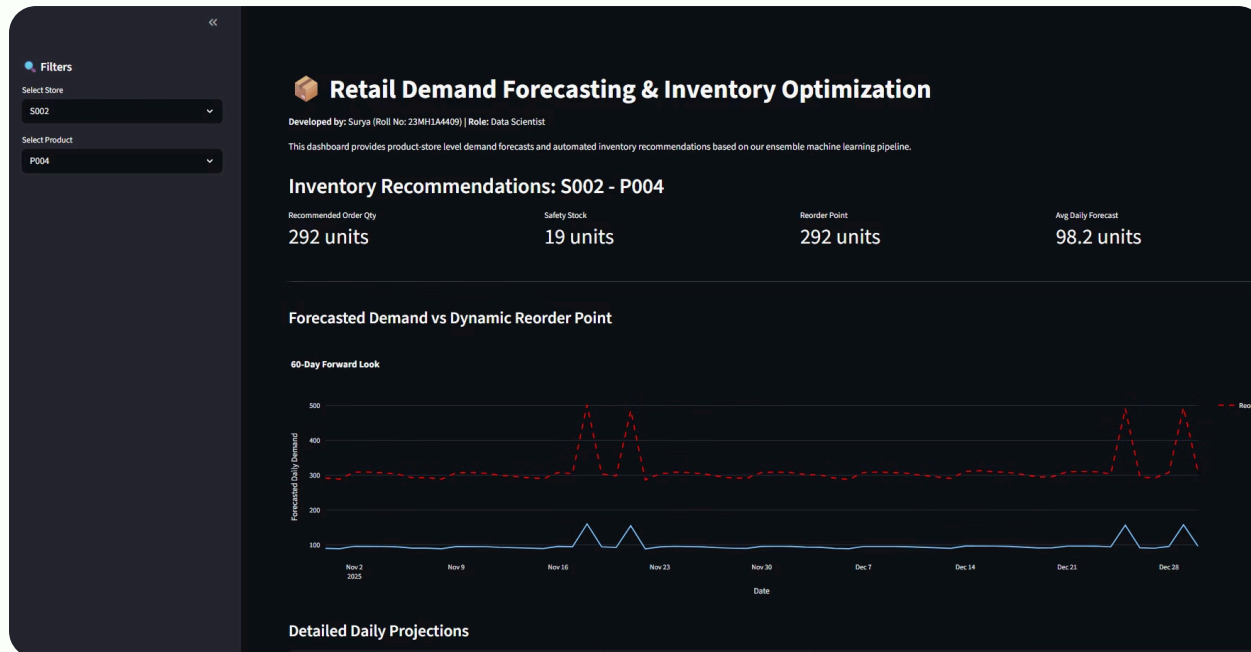 Filters
Select Store
S002
Select Product
P004
Retail Demand Forecasting & Inventory Optimization
Developed by: Surya (Roll No: 23MH1A4409) | Role: Data Scientist
This dashboard provides product-store level demand forecasts and automated inventory recommendations based on our ensemble machine learning pipeline.
Inventory Recommendations: S002 - P004
Recommended Order Qty
292 units
Safety Stock
19 units
Reorder Point
292 units
Avg Daily Forecast
98.2 units
Forecasted Demand vs Dynamic Reorder Point
60-Day Forward Look
Forecasted Daily Demand
500
400
300
200
100
Reo
Nov 2 Nov 9 Nov 16 Nov 23 Nov 30 Dec 7 Dec 14 Dec 21 Dec 28
2025
Date
Detailed Daily Projections